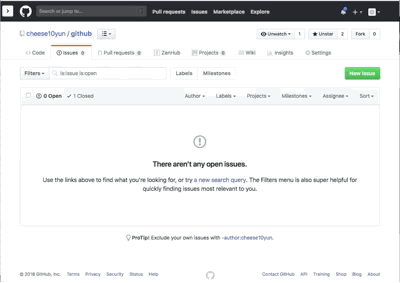 Search or jump to...
Pull requests Issues Marketplace Explore
cheese10yun / github
Unwatch 1 Unstar 2 Fork 0
Code Issues 0 Pull requests 0 ZenHub Projects 0 Wiki Insights Settings
Filters is:issue is:open Labels Milestones New issue
0 Open 1 Closed Author Labels Projects Milestones Assignee Sort
There aren't any open issues.
Use the links above to find what you're looking for, or try a new search query. The Filters menu is also super helpful for
quickly finding issues most relevant to you.
ProTip! Exclude your own issues with -author:cheese10yun.
© 2018 GitHub, Inc. Terms Privacy Security Status Help
Contact GitHub API Training Shop Blog About